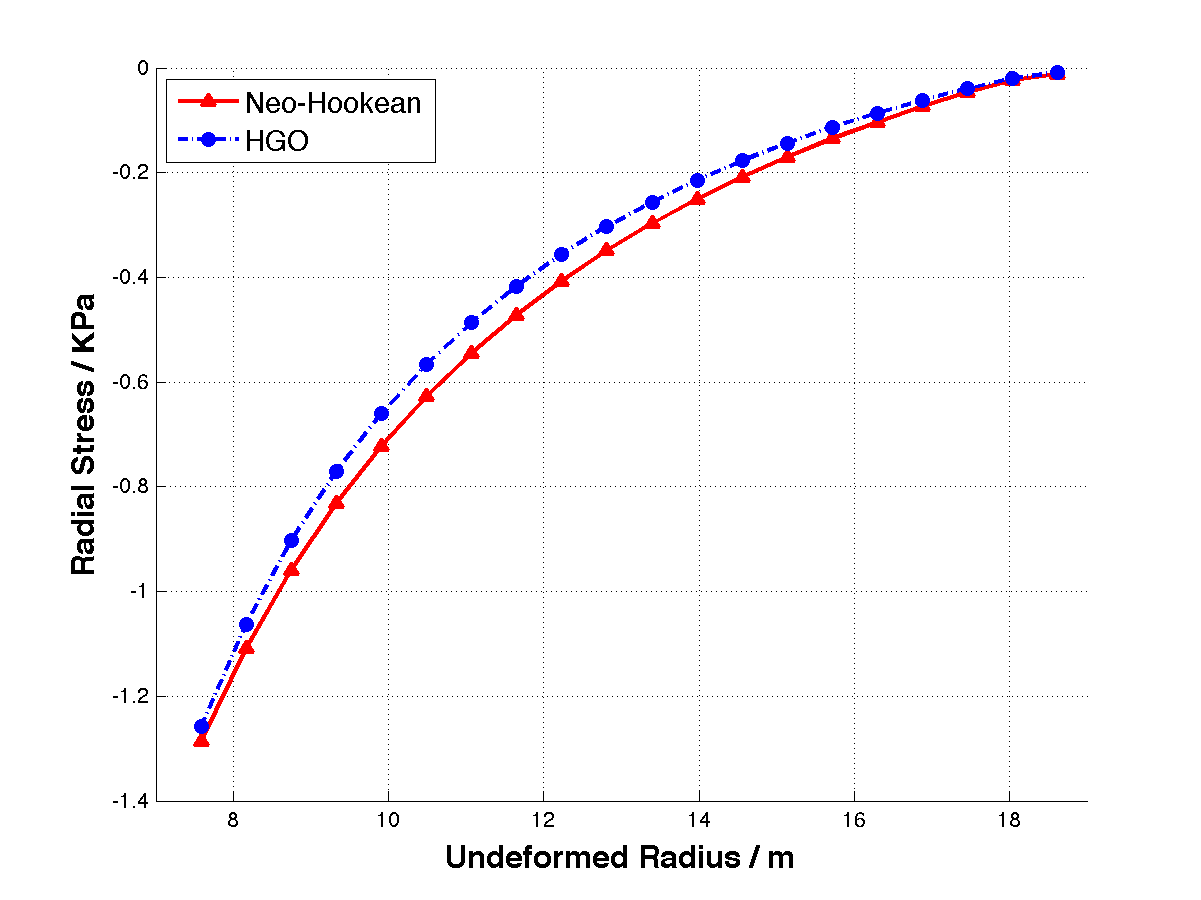 0
-0.2
-0.4
-0.6
-0.8
-1
-1.2
-1.4
Neo-Hookean
HGO
Radial Stress / KPa
8 10 12 14 16 18
Undeformed Radius / m